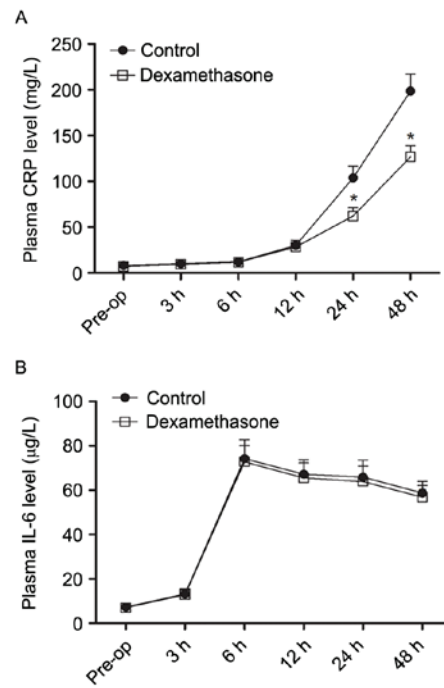 A
Control
Dexamethasone
Plasma CRP level (mg/L)
250
200
150
100
50
0
*
*
Pre-op
3 h
6 h
12 h
24 h
48 h
B
Control
Dexamethasone
Plasma IL-6 level (µg/L)
100
80
60
40
20
0
Pre-op
3 h
6 h
12 h
24 h
48 h